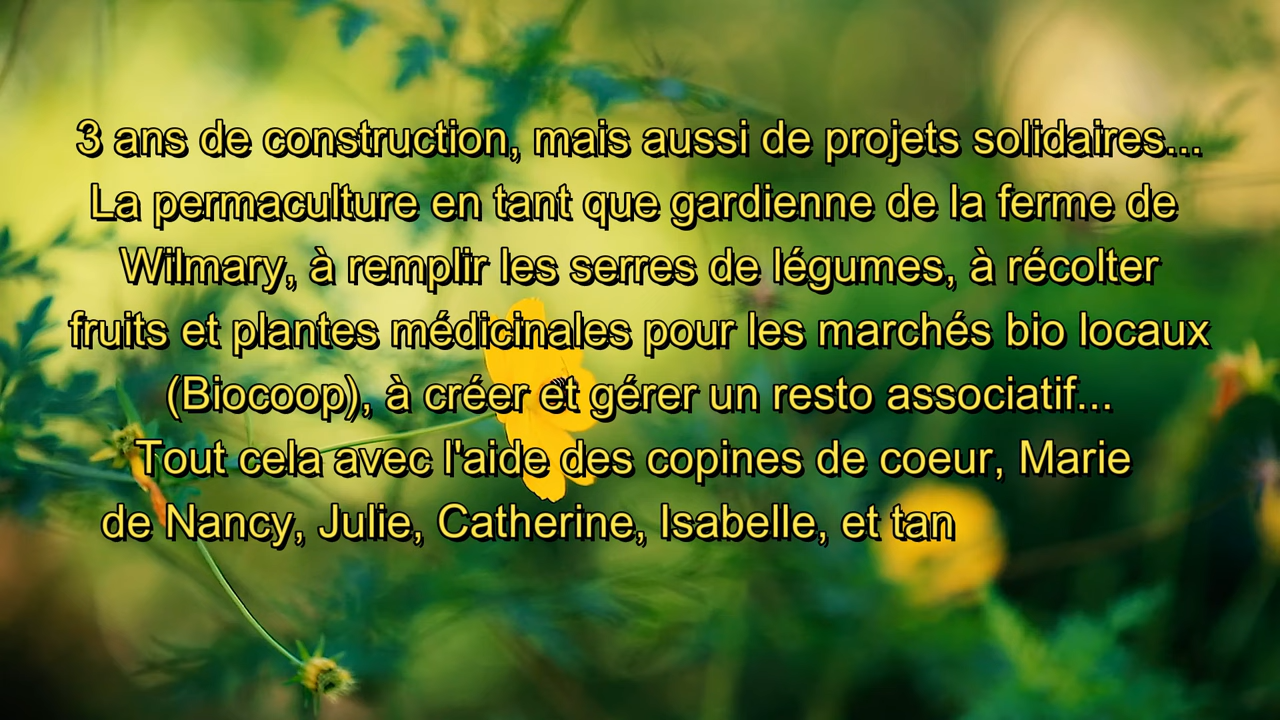 3 ans de construction, mais aussi de projets solidaires...
La permaculture en tant que gardienne de la ferme de
Wilmary, à remplir les serres de légumes, à récolter
fruits et plantes médicinales pour les marchés bio locaux
(Biocoop), à créer et gérer un resto associatif...
Tout cela avec l'aide des copines de coeur, Marie
de Nancy, Julie, Catherine, Isabelle, et tan